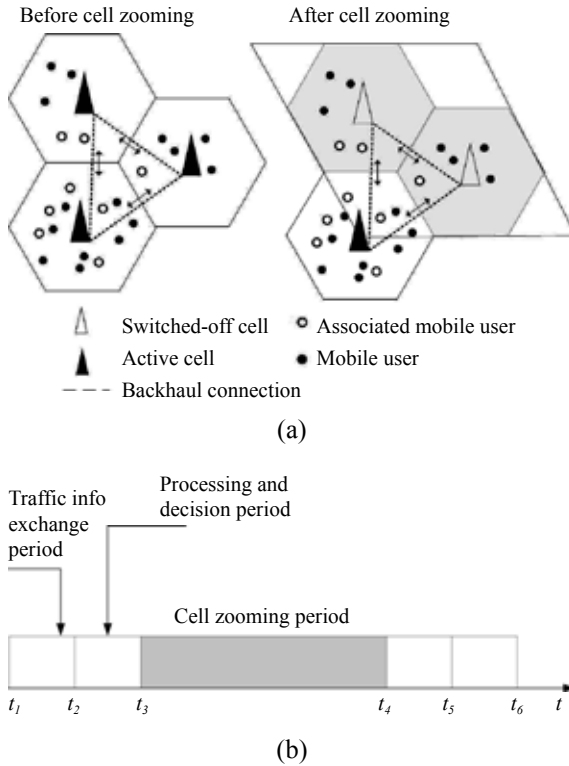 Before cell zooming
After cell zooming
Switched-off cell
Associated mobile user
Active cell
Mobile user
Backhaul connection
(a)
Traffic info
exchange
period
Processing and
decision period
Cell zooming period
t1 t2 t3 t4 t5 t6 t
(b)